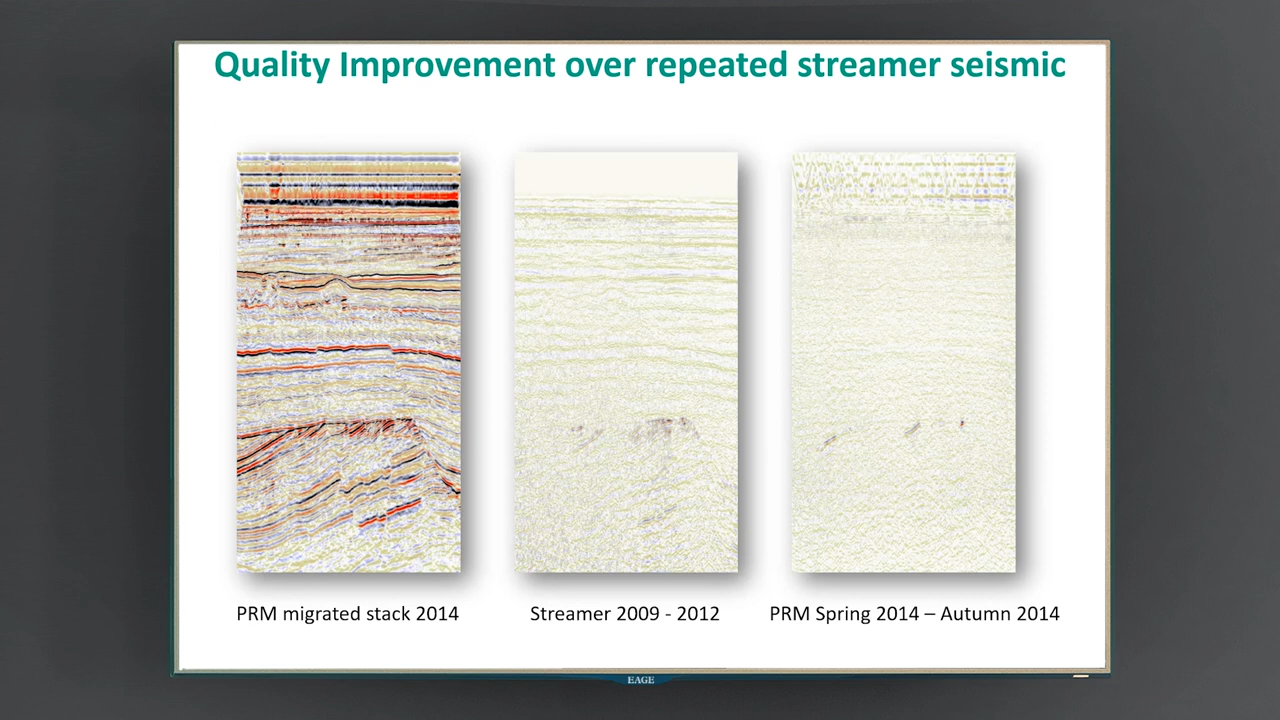 Quality Improvement over repeated streamer seismic
PRM migrated stack 2014
Streamer 2009 - 2012
PRM Spring 2014 – Autumn 2014
EAGE